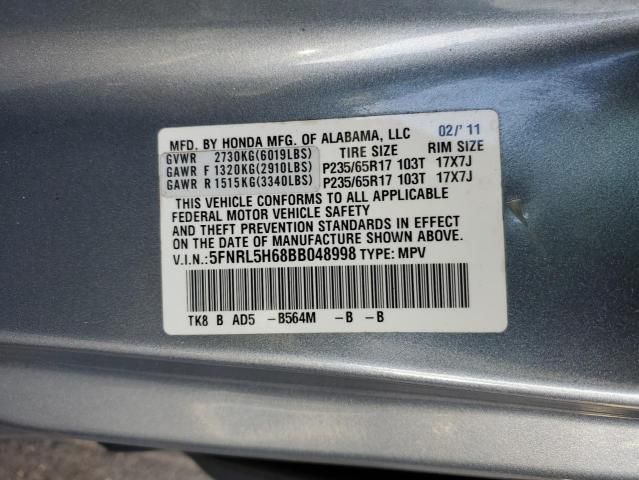 MFD. BY HONDA MFG. OF ALABAMA, LLC 02/'11
GVWR 2730KG(6019LBS) TIRE SIZE RIM SIZE
GAWR F 1320KG(2910LBS) P235/65R17 103T 17X7J
GAWR R 1515KG(3340LBS) P235/65R17 103T 17X7J
THIS VEHICLE CONFORMS TO ALL APPLICABLE
FEDERAL MOTOR VEHICLE SAFETY
AND THEFT PREVENTION STANDARDS IN EFFECT
ON THE DATE OF MANUFACTURE SHOWN ABOVE.
V.I.N.:5FNRL5H68BB048998 TYPE: MPV
TK8 B AD5 -B564M -B -B